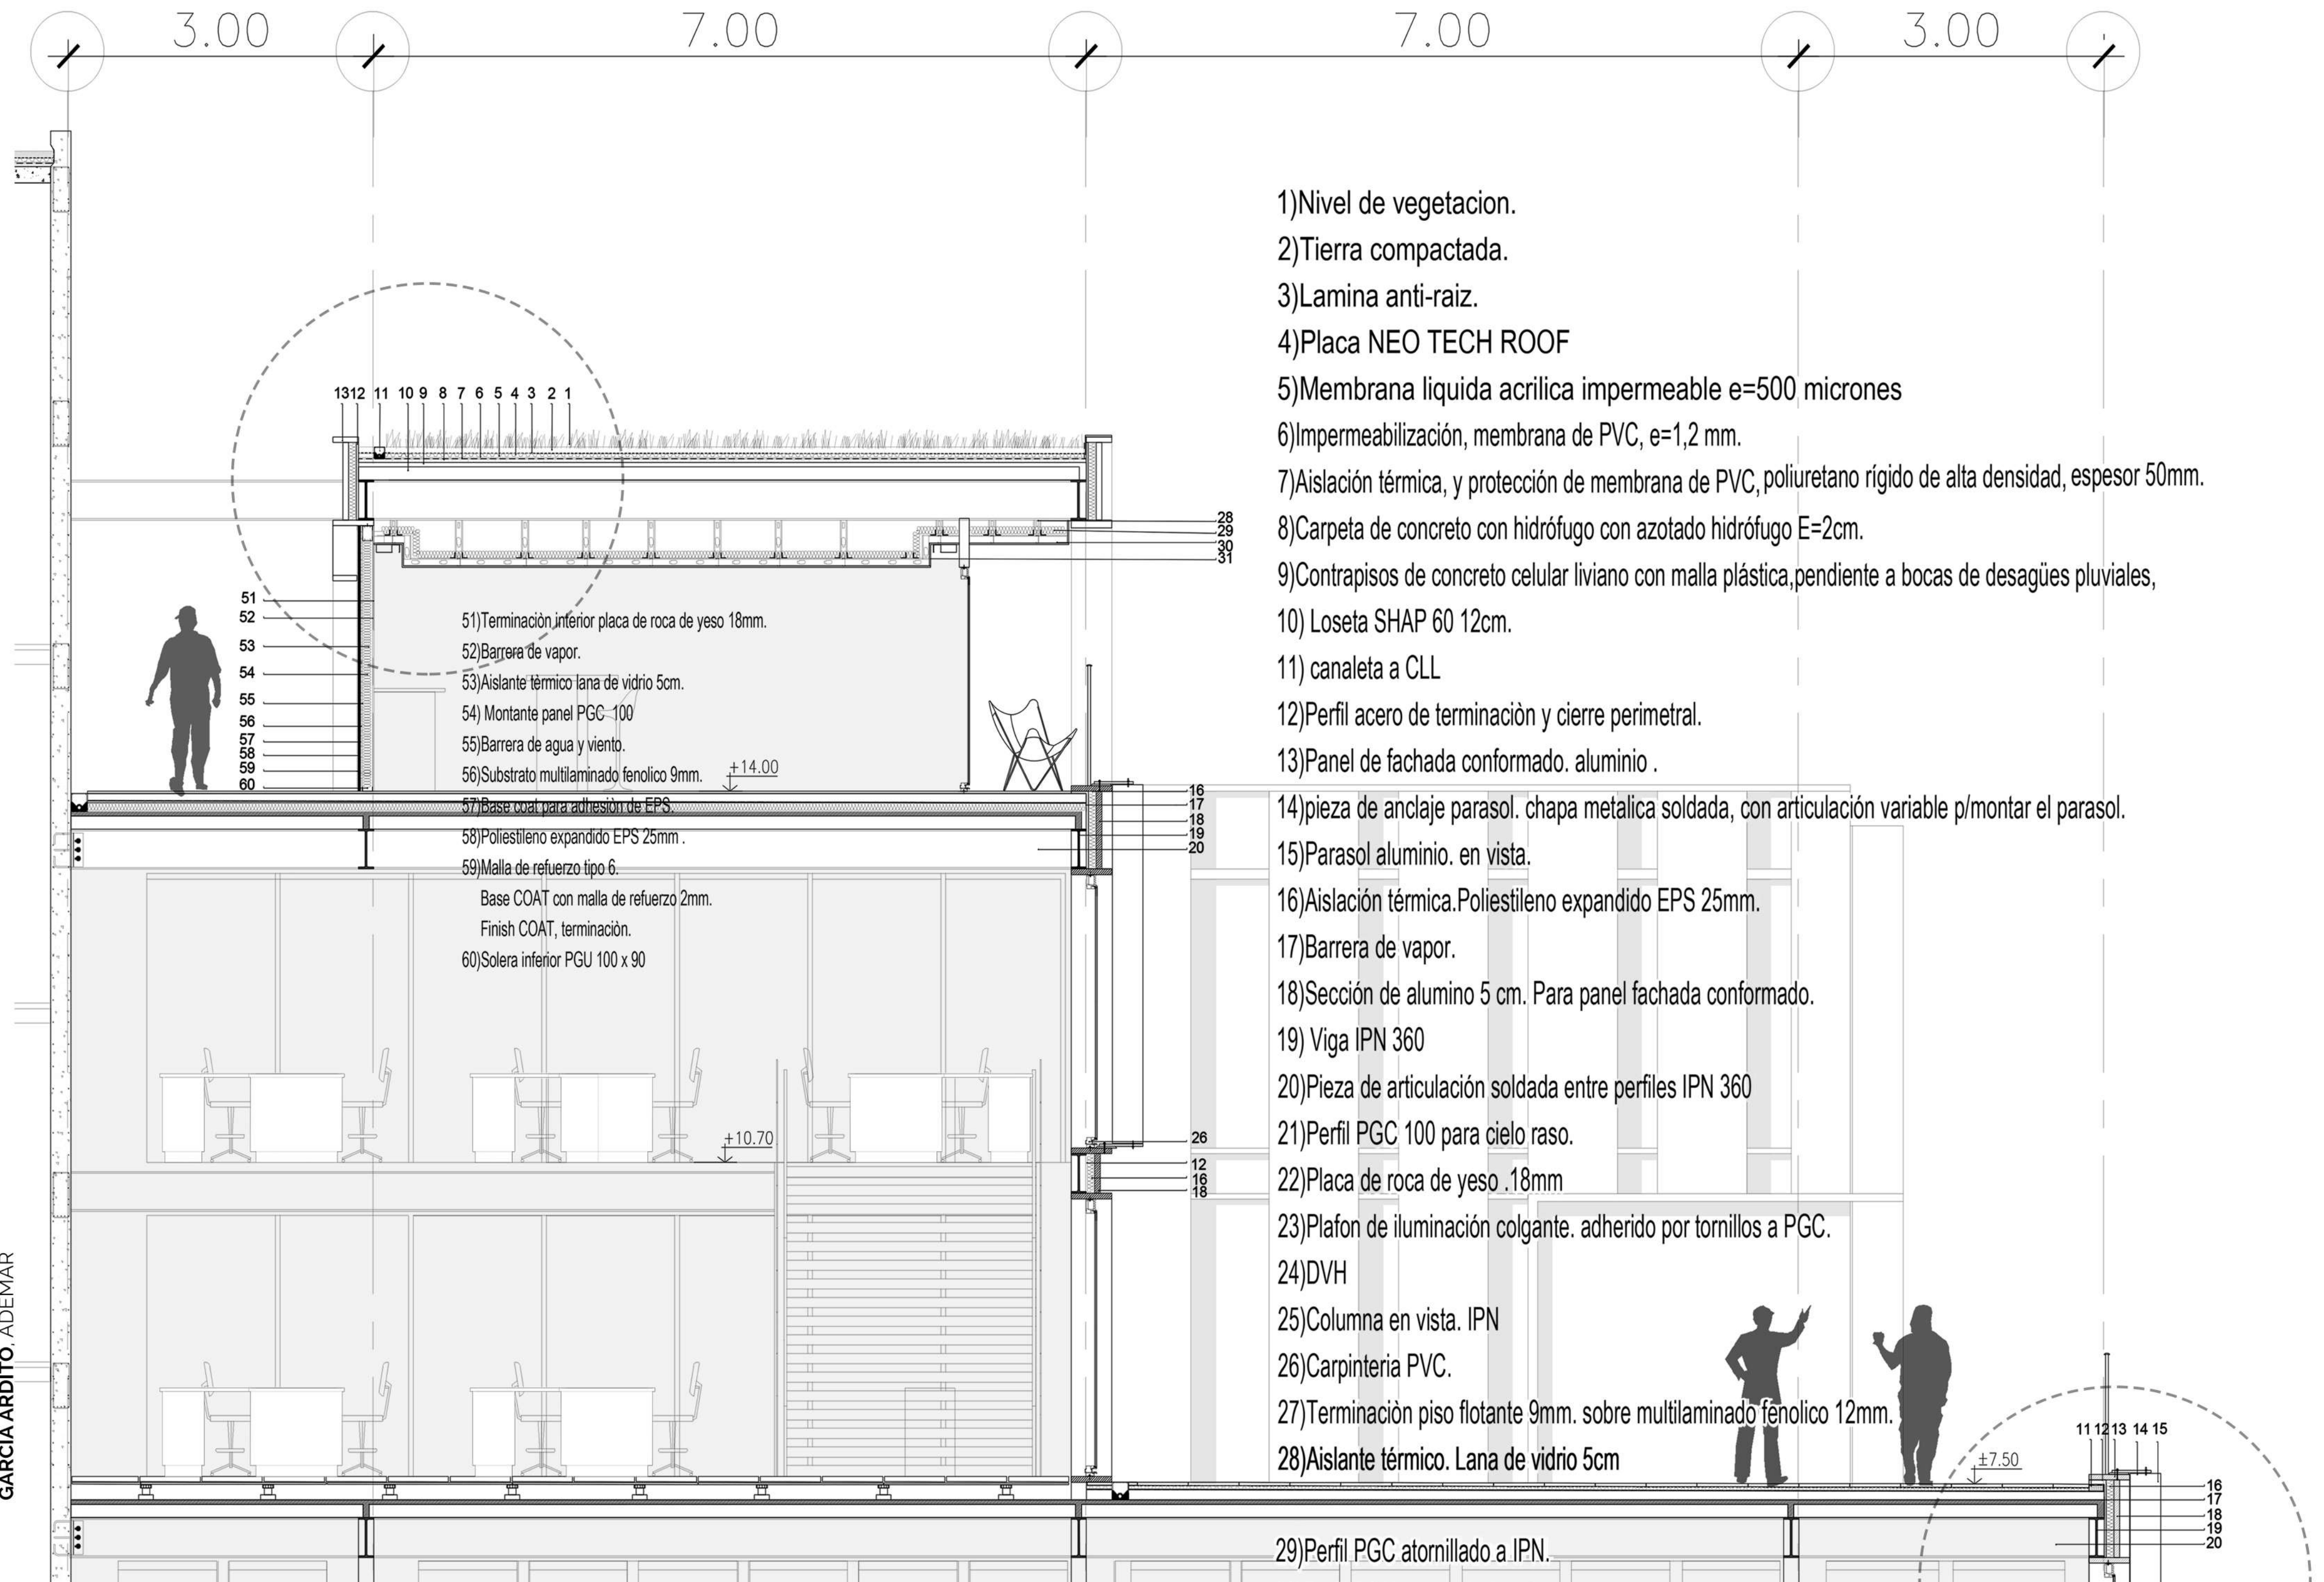 3.00 7.00 7.00 3.00
1)Nivel de vegetacion.
2)Tierra compactada.
3)Lamina anti-raiz.
4)Placa NEO TECH ROOF
5)Membrana liquida acrilica impermeable e=500 micrones
6)Impermeabilización, membrana de PVC, e=1,2 mm.
7)Aislación térmica, y protección de membrana de PVC, poliuretano rígido de alta densidad, espesor 50mm.
8)Carpeta de concreto con hidrófugo con azotado hidrófugo E=2cm.
9)Contrapisos de concreto celular liviano con malla plástica,pendiente a bocas de desagües pluviales,
10) Loseta SHAP 60 12cm.
11) canaleta a CLL
12)Perfil acero de terminaciòn y cierre perimetral.
13)Panel de fachada conformado. aluminio .
14)pieza de anclaje parasol. chapa metalica soldada, con articulación variable p/montar el parasol.
15)Parasol aluminio. en vista.
16)Aislación térmica.Poliestileno expandido EPS 25mm.
17)Barrera de vapor.
18)Sección de alumino 5 cm. Para panel fachada conformado.
19) Viga IPN 360
20)Pieza de articulación soldada entre perfiles IPN 360
21)Perfil PGC 100 para cielo raso.
22)Placa de roca de yeso .18mm
23)Plafon de iluminación colgante. adherido por tornillos a PGC.
24)DVH
25)Columna en vista. IPN
26)Carpinteria PVC.
27)Terminaciòn piso flotante 9mm. sobre multilaminado fenolico 12mm.
28)Aislante térmico. Lana de vidrio 5cm
29)Perfil PGC atornillado a IPN.
13 12 11 10 9 8 7 6 5 4 3 2 1
28
29
30
31
51
52
53
54
55
56
57
58
59
60
51)Terminaciòn interior placa de roca de yeso 18mm.
52)Barrera de vapor.
53)Aislante tèrmico lana de vidrio 5cm.
54) Montante panel PGC 100
55)Barrera de agua y viento.
56)Substrato multilaminado fenolico 9mm.
57)Base coat para adhesiòn de EPS.
58)Poliestileno expandido EPS 25mm .
59)Malla de refuerzo tipo 6.
Base COAT con malla de refuerzo 2mm.
Finish COAT, terminaciòn.
60)Solera inferior PGU 100 x 90
+14.00
16
17
18
19
20
+10.70
26
12
16
18
±7.50
11 12 13 14 15
16
17
18
19
20
GARCIA ARDITO, ADEMAR